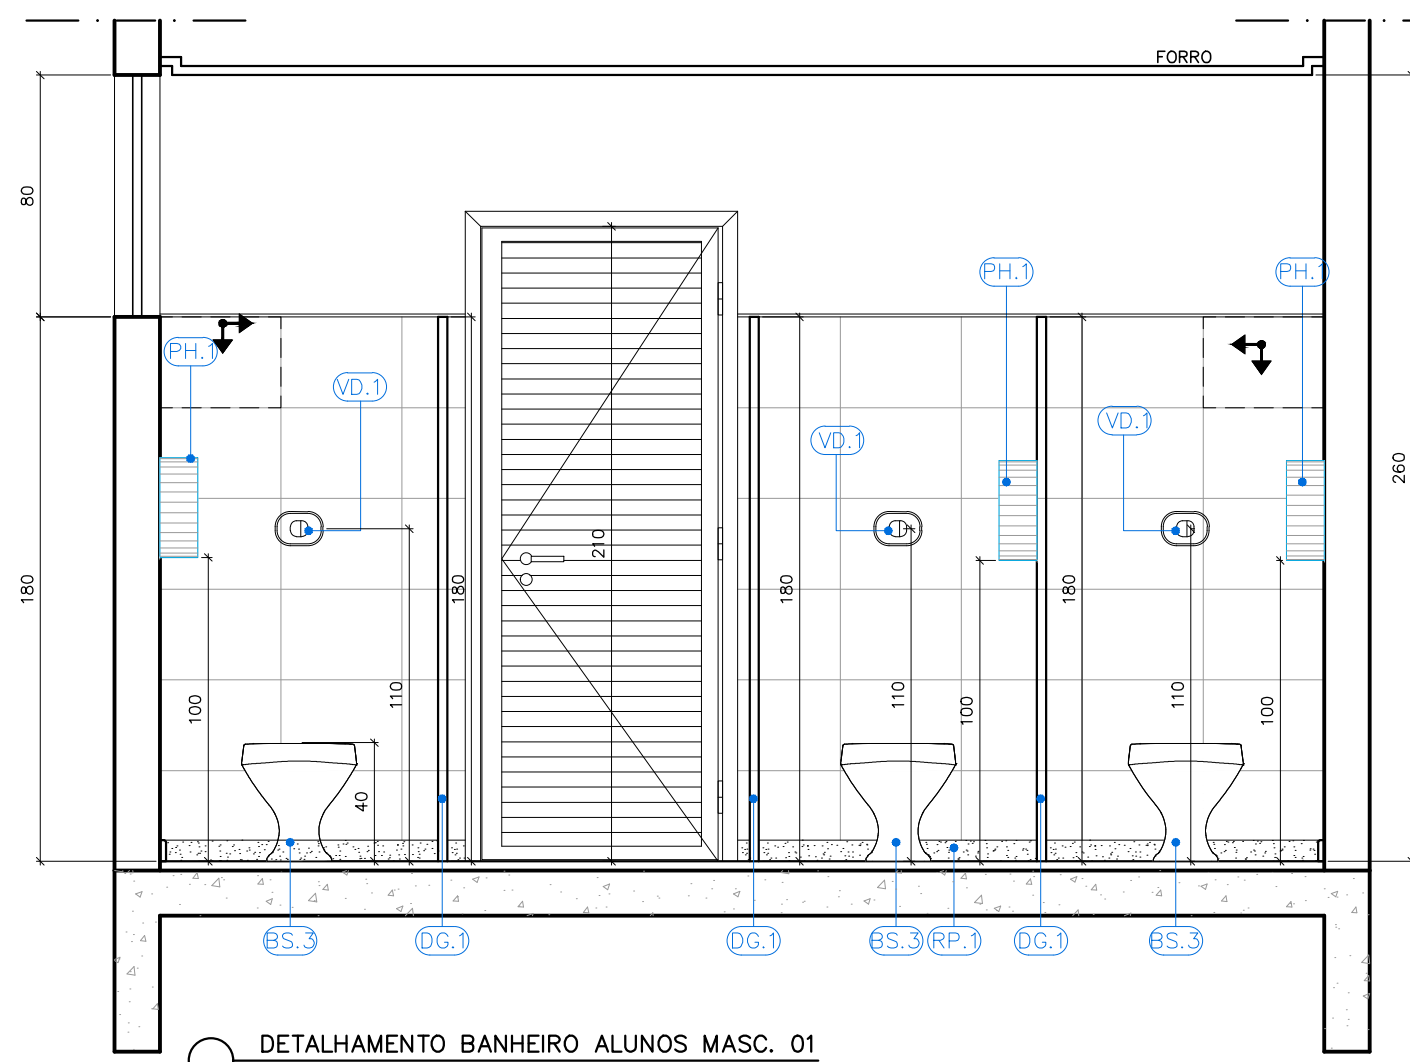 FORRO
80
PH.1
PH.1
PH.1
VD.1
VD.1
VD.1
260
210
180
180
180
180
110
110
110
100
100
100
40
BS.3
DG.1
DG.1
BS.3
RP.1
DG.1
BS.3
DETALHAMENTO BANHEIRO ALUNOS MASC. 01